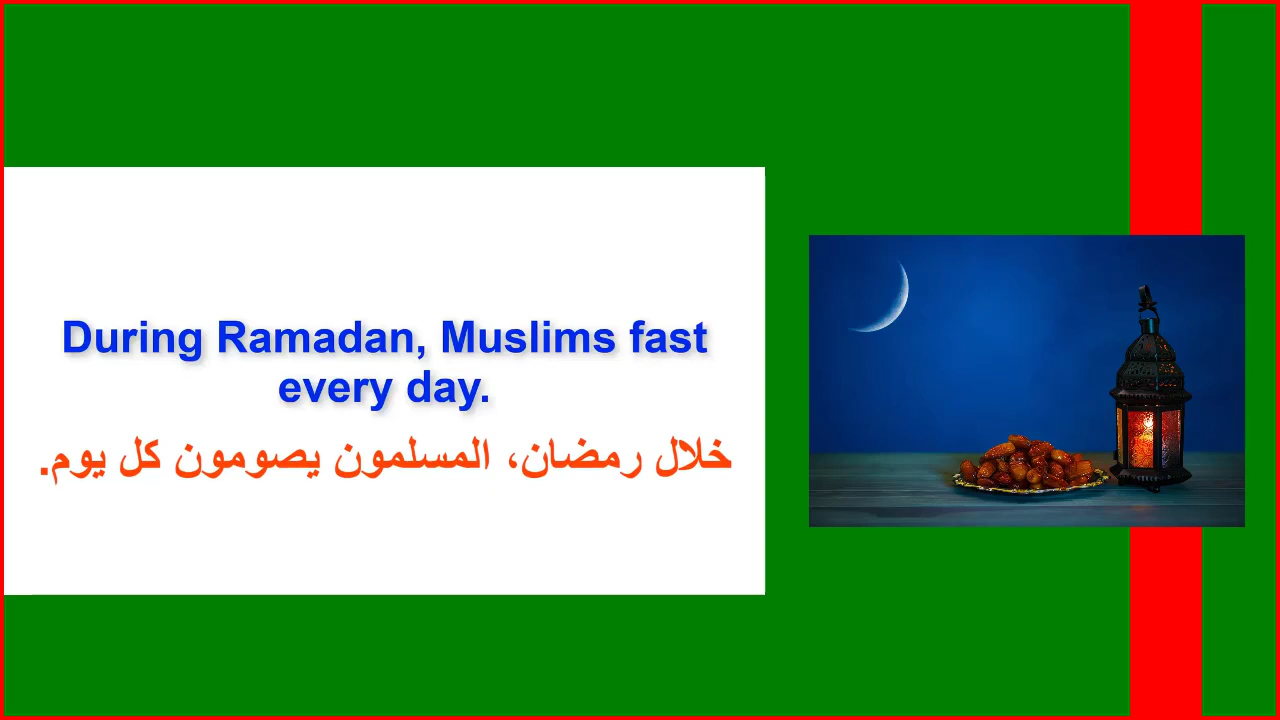 During Ramadan, Muslims fast
every day.
خلال رمضان، المسلمون يصومون كل يوم.